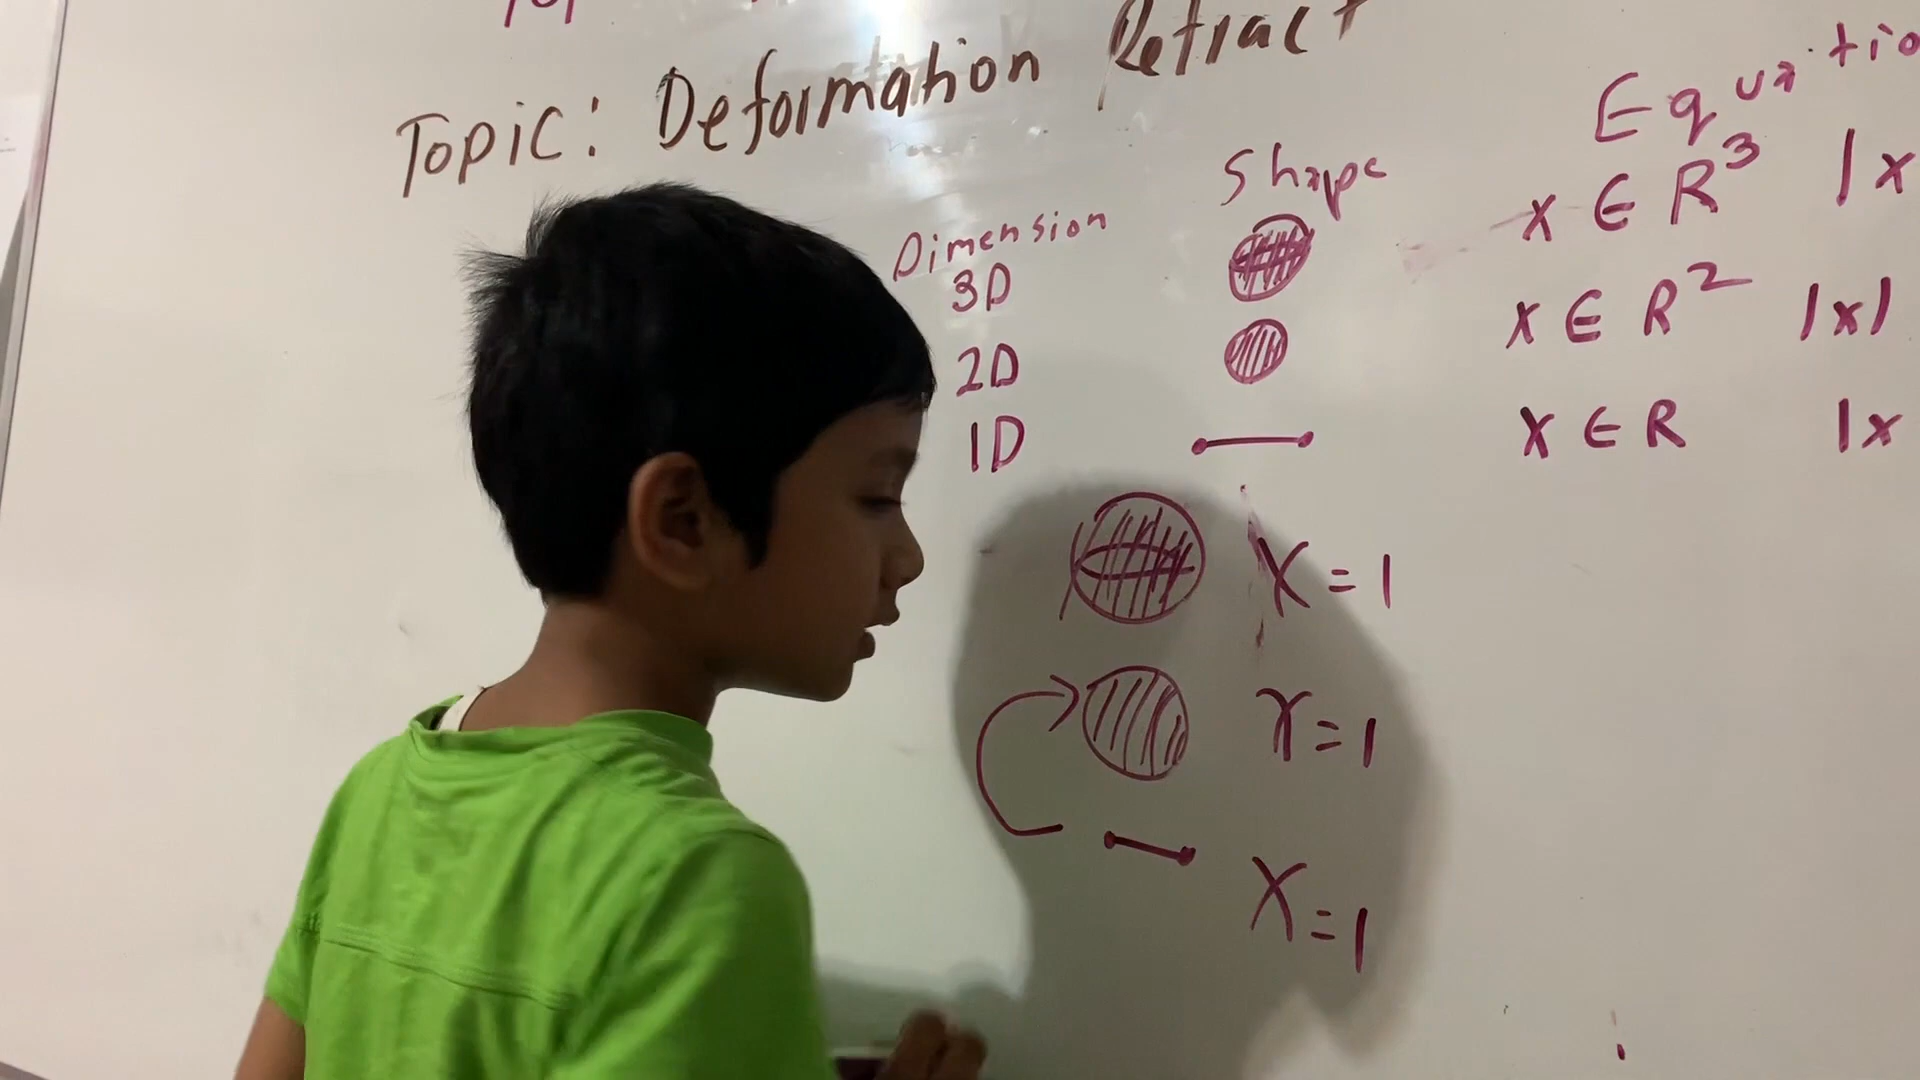 Topic: Deformation Retract
Dimension Shape Equatio
3D x ∈ R³ |x
2D x ∈ R² |x|
1D x ∈ R |x
χ = 1
χ = 1
χ = 1